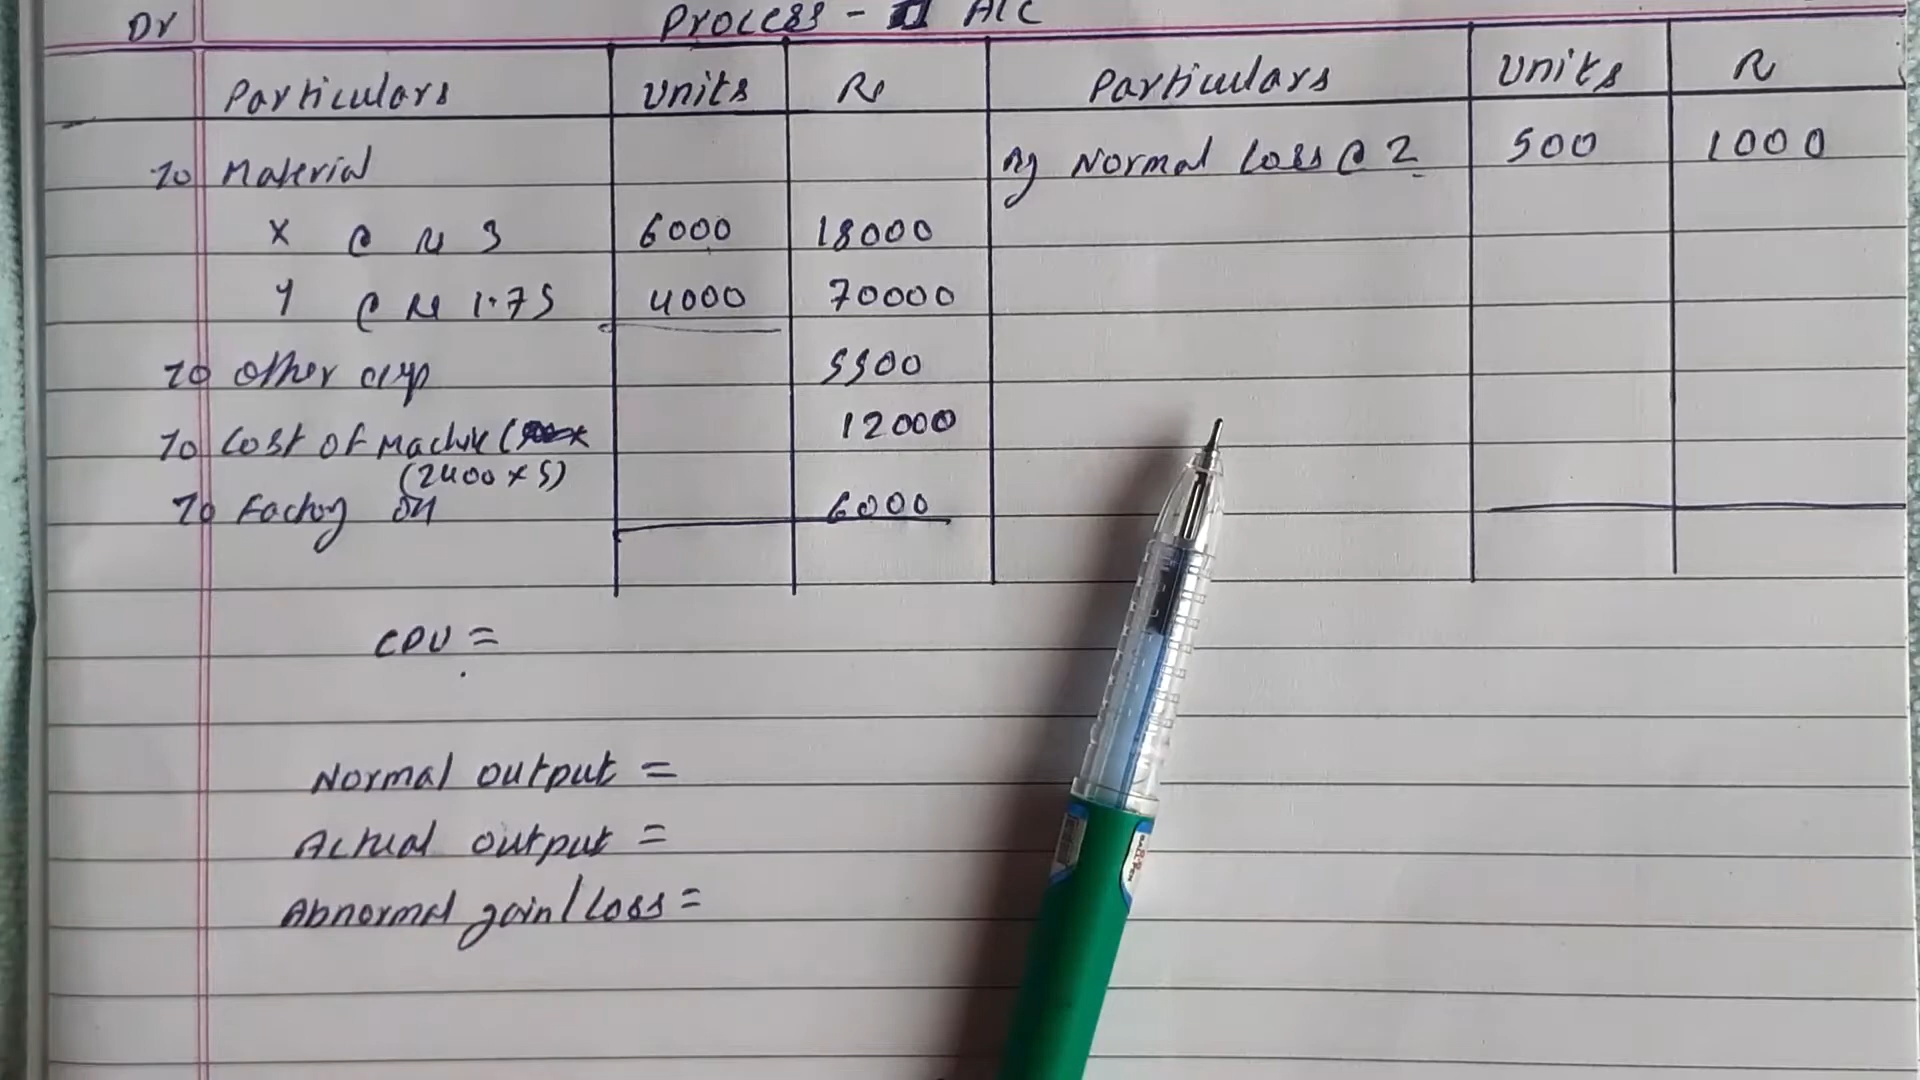 Dr Process - I A/c
Particulars Units Rs Particulars Units Rs
To Material By Normal Loss @ 2 500 1000
X @ Rs 3 6000 18000
Y @ Rs 1.75 4000 70000
To other exp 5500
To Cost of Machine ( 12000
(2400 x 5)
To Factory OH 6000
CPU =
Normal output =
Actual output =
Abnormal gain/Loss =